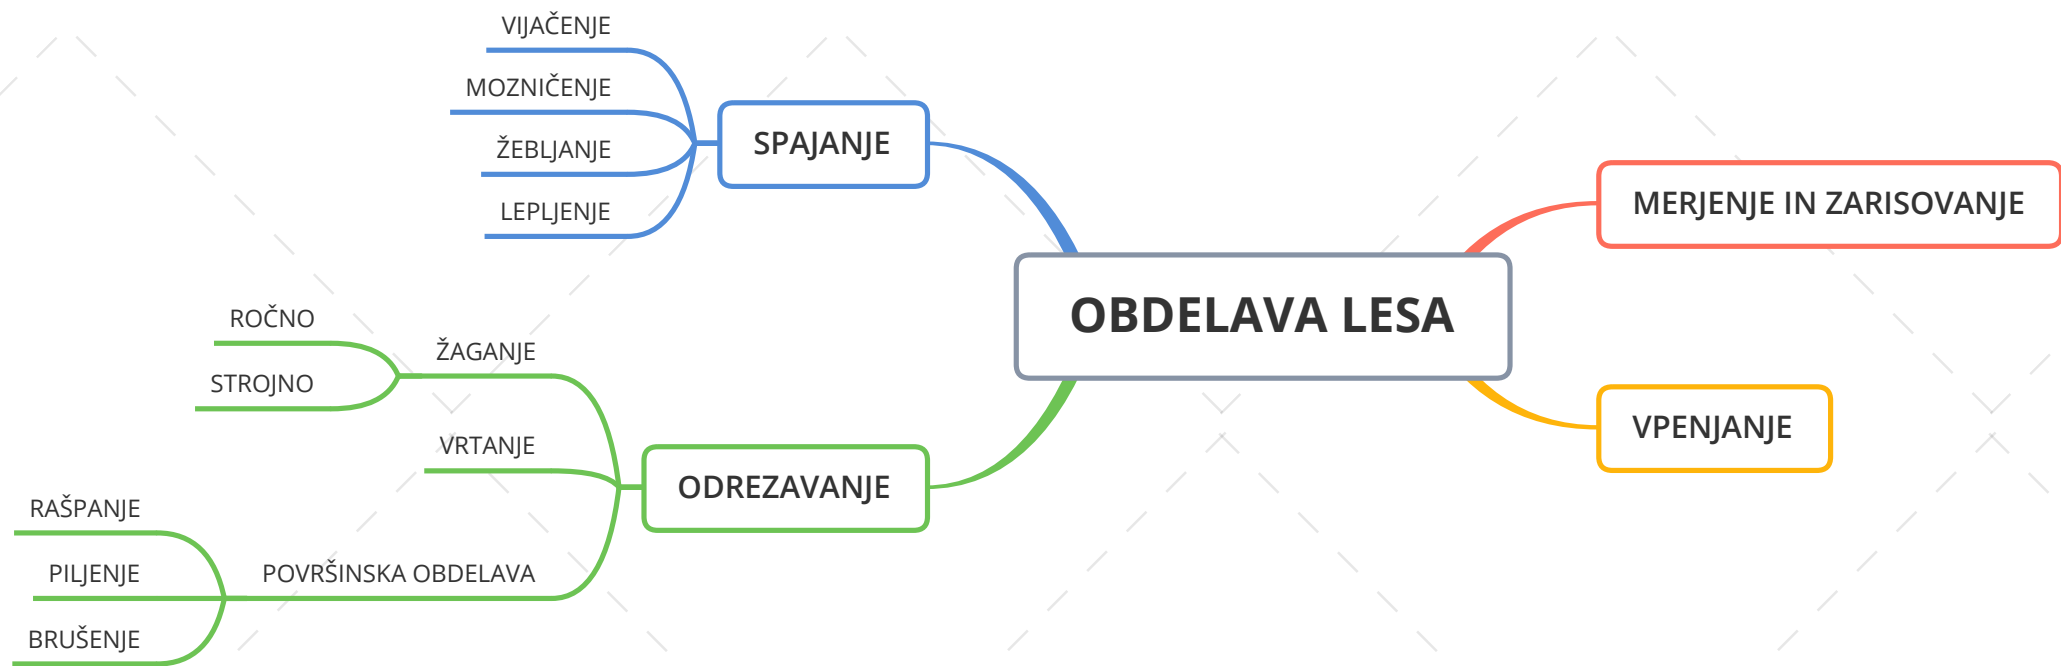 VIJAČENJE
MOZNIČENJE
ŽEBLJANJE
LEPLJENJE
SPAJANJE
MERJENJE IN ZARISOVANJE
OBDELAVA LESA
VPENJANJE
ODREZAVANJE
ŽAGANJE
ROČNO
STROJNO
VRTANJE
POVRŠINSKA OBDELAVA
RAŠPANJE
PILJENJE
BRUŠENJE